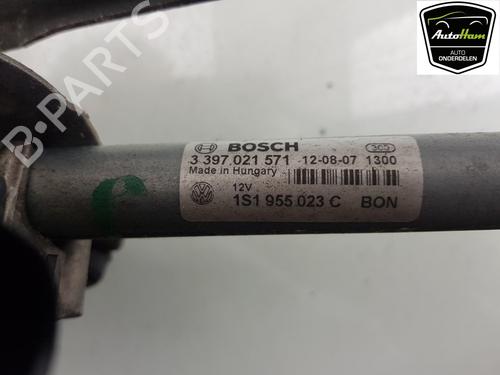 AutoHam
AUTO
ONDERDELEN
BOSCH
3 397 021 571 12-08-07 1300
Made in Hungary
12V
1S1 955 023 C BON
B-PARTS